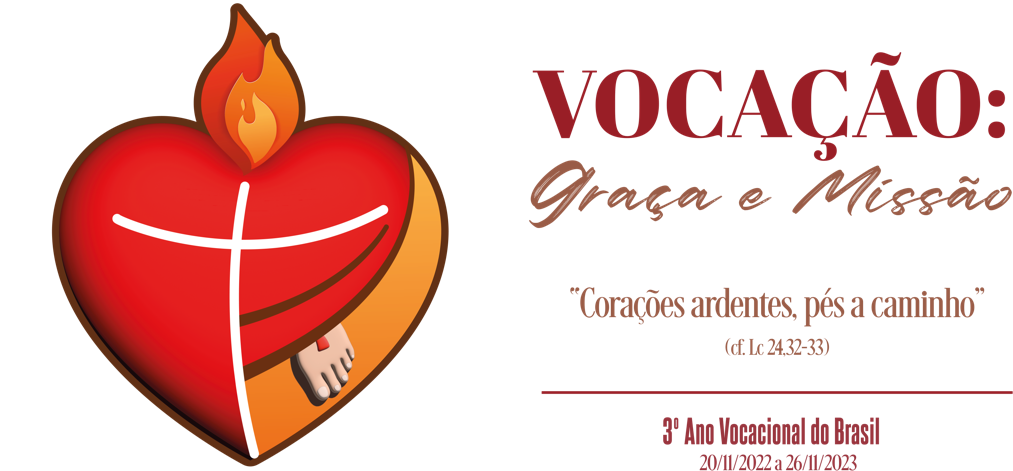 VOCAÇÃO:
Graça e Missão
“Corações ardentes, pés a caminho”
(cf. Lc 24,32-33)
3º Ano Vocacional do Brasil
20/11/2022 a 26/11/2023